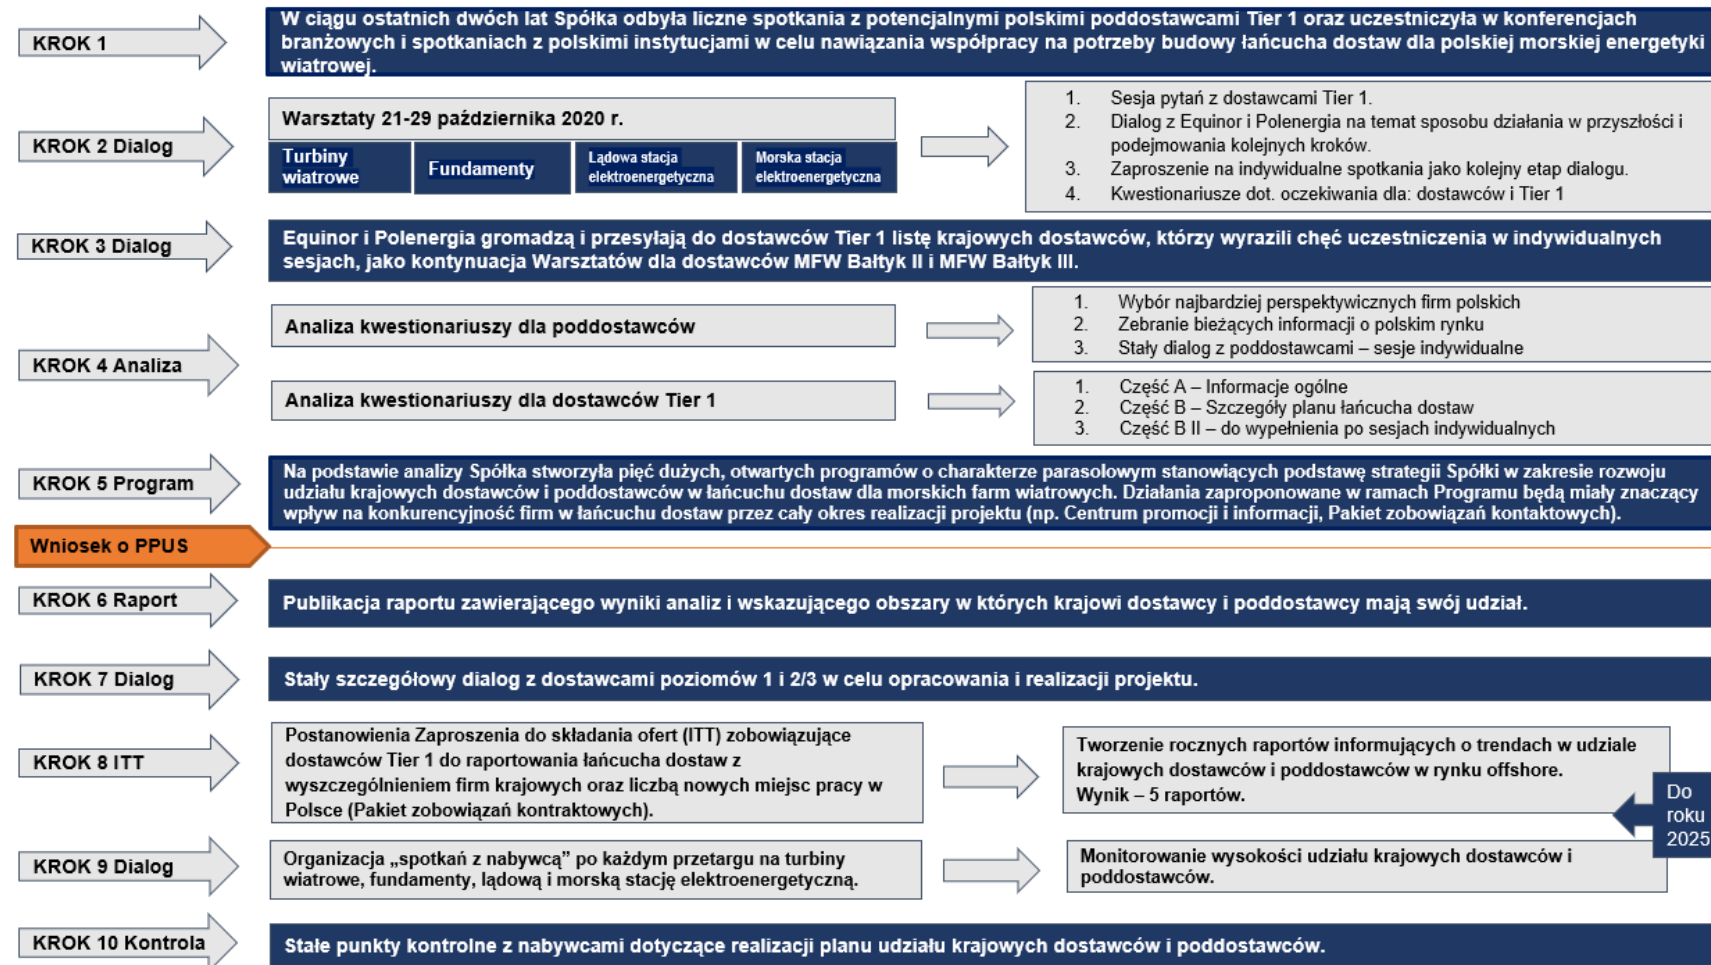 KROK 1
W ciągu ostatnich dwóch lat Spółka odbyła liczne spotkania z potencjalnymi polskimi poddostawcami Tier 1 oraz uczestniczyła w konferencjach
branżowych i spotkaniach z polskimi instytucjami w celu nawiązania współpracy na potrzeby budowy łańcucha dostaw dla polskiej morskiej energetyki
wiatrowej.
KROK 2 Dialog
Warsztaty 21-29 października 2020 r.
Turbiny
wiatrowe
Fundamenty
Lądowa stacja
elektroenergetyczna
Morska stacja
elektroenergetyczna
1. Sesja pytań z dostawcami Tier 1.
2. Dialog z Equinor i Polenergia na temat sposobu działania w przyszłości i
podejmowania kolejnych kroków.
3. Zaproszenie na indywidualne spotkania jako kolejny etap dialogu.
4. Kwestionariusze dot. oczekiwania dla: dostawców i Tier 1
KROK 3 Dialog
Equinor i Polenergia gromadzą i przesyłają do dostawców Tier 1 listę krajowych dostawców, którzy wyrazili chęć uczestniczenia w indywidualnych
sesjach, jako kontynuacja Warsztatów dla dostawców MFW Bałtyk II i MFW Bałtyk III.
KROK 4 Analiza
Analiza kwestionariuszy dla poddostawców
1. Wybór najbardziej perspektywicznych firm polskich
2. Zebranie bieżących informacji o polskim rynku
3. Stały dialog z poddostawcami – sesje indywidualne
Analiza kwestionariuszy dla dostawców Tier 1
1. Część A – Informacje ogólne
2. Część B – Szczegóły planu łańcucha dostaw
3. Część B II – do wypełnienia po sesjach indywidualnych
KROK 5 Program
Na podstawie analizy Spółka stworzyła pięć dużych, otwartych programów o charakterze parasolowym stanowiących podstawę strategii Spółki w zakresie rozwoju
udziału krajowych dostawców i poddostawców w łańcuchu dostaw dla morskich farm wiatrowych. Działania zaproponowane w ramach Programu będą miały znaczący
wpływ na konkurencyjność firm w łańcuchu dostaw przez cały okres realizacji projektu (np. Centrum promocji i informacji, Pakiet zobowiązań kontaktowych).
Wniosek o PPUS
KROK 6 Raport
Publikacja raportu zawierającego wyniki analiz i wskazującego obszary w których krajowi dostawcy i poddostawcy mają swój udział.
KROK 7 Dialog
Stały szczegółowy dialog z dostawcami poziomów 1 i 2/3 w celu opracowania i realizacji projektu.
KROK 8 ITT
Postanowienia Zaproszenia do składania ofert (ITT) zobowiązujące
dostawców Tier 1 do raportowania łańcucha dostaw z
wyszczególnieniem firm krajowych oraz liczbą nowych miejsc pracy w
Polsce (Pakiet zobowiązań kontraktowych).
Tworzenie rocznych raportów informujących o trendach w udziale
krajowych dostawców i poddostawców w rynku offshore.
Wynik – 5 raportów.
Do
roku
2025
KROK 9 Dialog
Organizacja „spotkań z nabywcą” po każdym przetargu na turbiny
wiatrowe, fundamenty, lądową i morską stację elektroenergetyczną.
Monitorowanie wysokości udziału krajowych dostawców i
poddostawców.
KROK 10 Kontrola
Stałe punkty kontrolne z nabywcami dotyczące realizacji planu udziału krajowych dostawców i poddostawców.